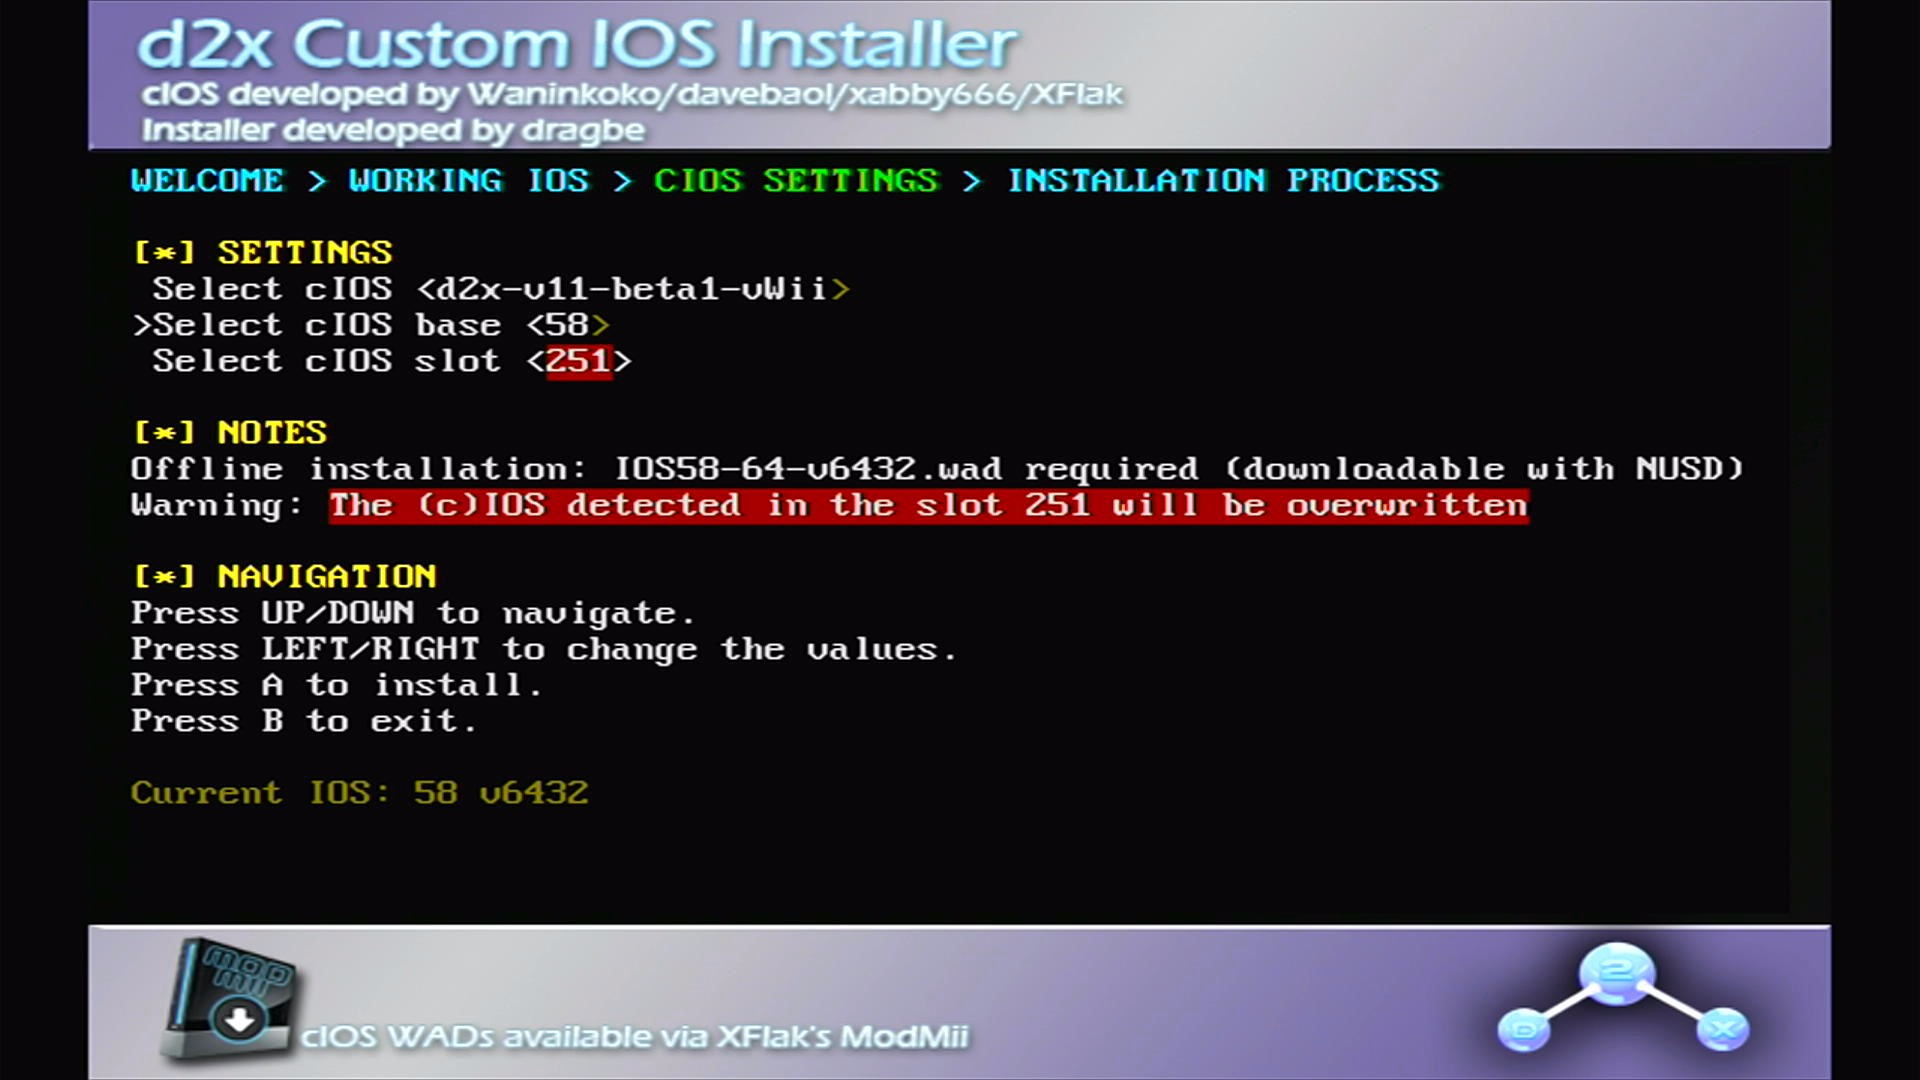 d2x Custom IOS Installer
cIOS developed by Waninkoko/davebaol/xabby666/XFlak
Installer developed by dragbe
WELCOME > WORKING IOS > CIOS SETTINGS > INSTALLATION PROCESS
[*] SETTINGS
Select cIOS <d2x-v11-beta1-vWii>
>Select cIOS base <58>
Select cIOS slot <251>
[*] NOTES
Offline installation: IOS58-64-v6432.wad required (downloadable with NUSD)
Warning: The (c)IOS detected in the slot 251 will be overwritten
[*] NAVIGATION
Press UP/DOWN to navigate.
Press LEFT/RIGHT to change the values.
Press A to install.
Press B to exit.
Current IOS: 58 v6432
MOD
MII
cIOS WADs available via XFlak's ModMii
2
D
X